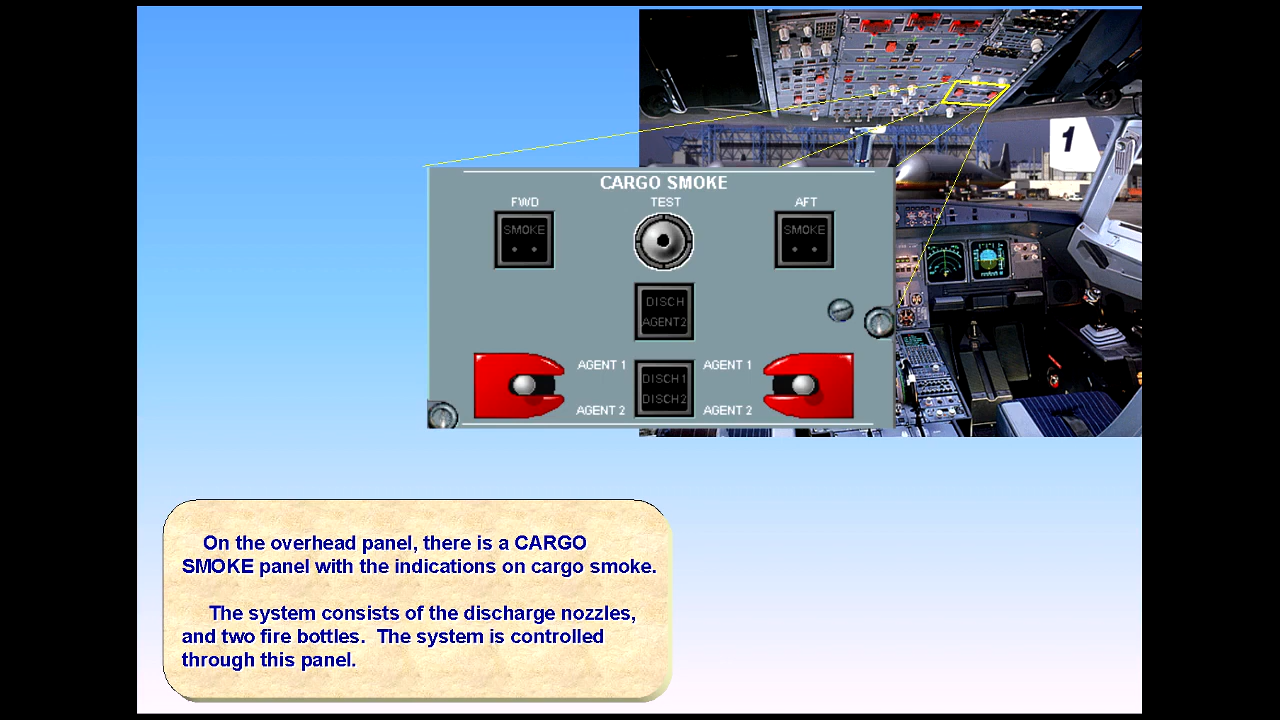 1
CARGO SMOKE
FWD
TEST
AFT
SMOKE
SMOKE
DISCH
AGENT2
AGENT 1
AGENT 1
DISCH1
DISCH2
AGENT 2
AGENT 2
On the overhead panel, there is a CARGO
SMOKE panel with the indications on cargo smoke.
The system consists of the discharge nozzles,
and two fire bottles. The system is controlled
through this panel.